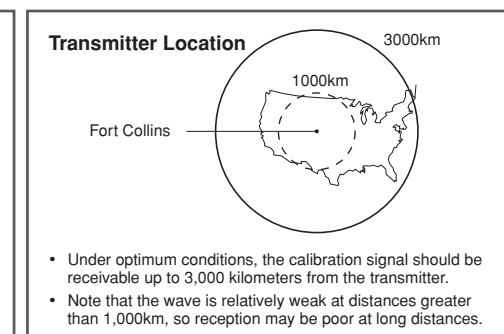 Transmitter Location
3000km
1000km
Fort Collins
• Under optimum conditions, the calibration signal should be
receivable up to 3,000 kilometers from the transmitter.
• Note that the wave is relatively weak at distances greater
than 1,000km, so reception may be poor at long distances.